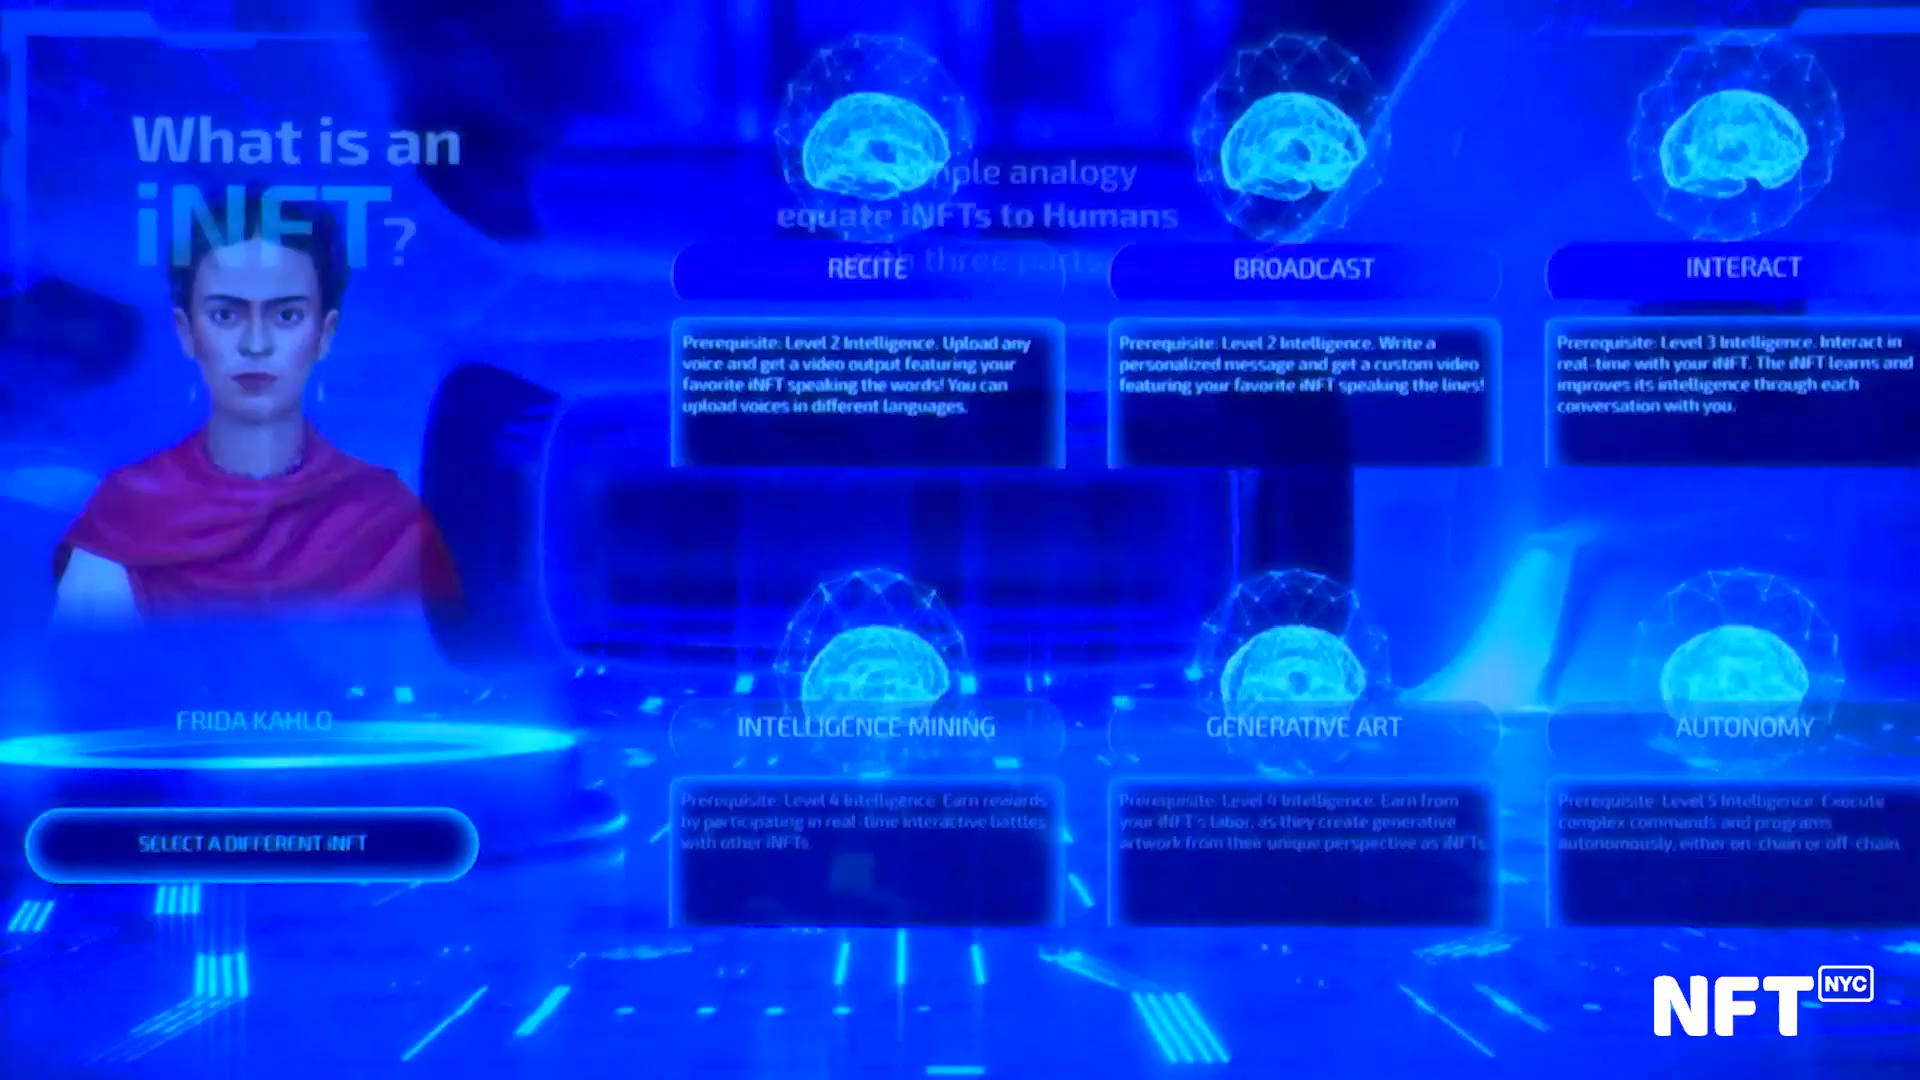 What is an
iNFT?
analogy
equate iNFTs to Humans
three parts
RECITE
Prerequisite: Level 2 Intelligence. Upload any
voice and get a video output featuring your
favorite iNFT speaking the words! You can
upload voices in different languages.
BROADCAST
Prerequisite: Level 2 Intelligence. Write a
personalized message and get a custom video
featuring your favorite iNFT speaking the lines!
INTERACT
Prerequisite: Level 3 Intelligence. Interact in
real-time with your iNFT. The iNFT learns and
improves its intelligence through each
conversation with you.
FRIDA KAHLO
SELECT A DIFFERENT iNFT
INTELLIGENCE MINING
Prerequisite: Level 4 Intelligence. Earn rewards
by participating in real-time interactive battles
with other iNFTs.
GENERATIVE ART
Prerequisite: Level 4 Intelligence. Earn from
your iNFT's labor, as they create generative
artwork from their unique perspective as iNFTs.
AUTONOMY
Prerequisite: Level 5 Intelligence. Execute
complex commands and programs
autonomously, either on-chain or off-chain.
NFT NYC